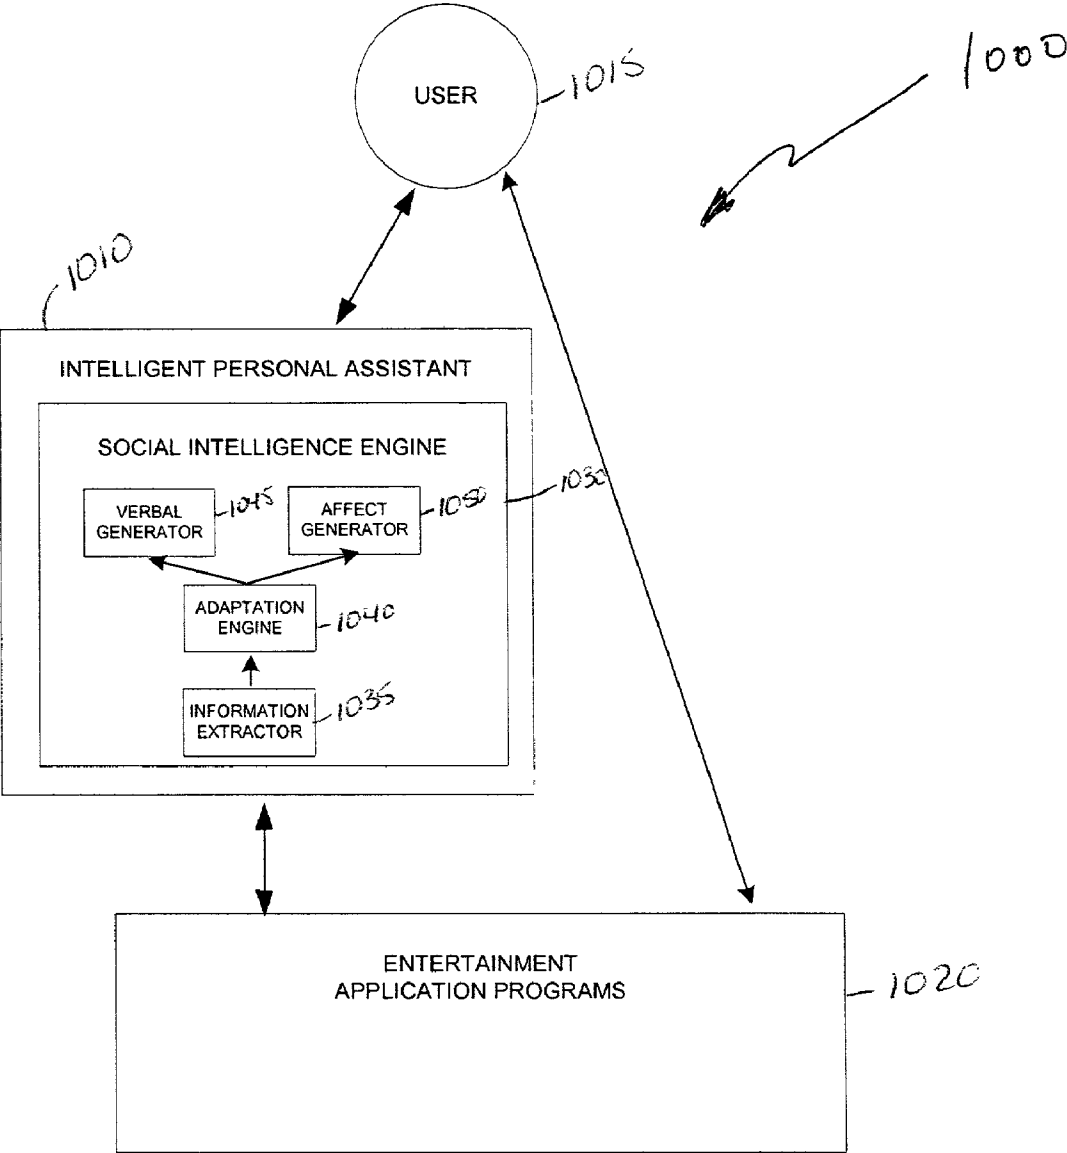 1000
USER
1015
1010
INTELLIGENT PERSONAL ASSISTANT
SOCIAL INTELLIGENCE ENGINE
1030
VERBAL
GENERATOR
1045
AFFECT
GENERATOR
1050
ADAPTATION
ENGINE
1040
INFORMATION
EXTRACTOR
1035
ENTERTAINMENT
APPLICATION PROGRAMS
1020